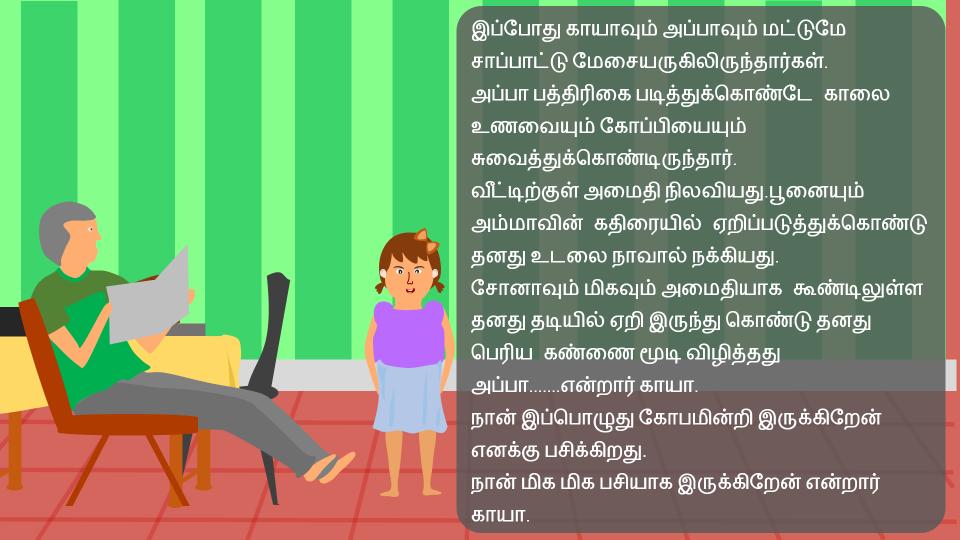 இப்போது காயாவும் அப்பாவும் மட்டுமே
சாப்பாட்டு மேசையருகிலிருந்தார்கள்.
அப்பா பத்திரிகை படித்துக்கொண்டே காலை
உணவையும் கோப்பியையும்
சுவைத்துக்கொண்டிருந்தார்.
வீட்டிற்குள் அமைதி நிலவியது.பூனையும்
அம்மாவின் கதிரையில் ஏறிப்படுத்துக்கொண்டு
தனது உடலை நாவால் நக்கியது.
சோனாவும் மிகவும் அமைதியாக கூண்டிலுள்ள
தனது தடியில் ஏறி இருந்து கொண்டு தனது
பெரிய கண்ணை மூடி விழித்தது
அப்பா.......என்றார் காயா.
நான் இப்பொழுது கோபமின்றி இருக்கிறேன்
எனக்கு பசிக்கிறது.
நான் மிக மிக பசியாக இருக்கிறேன் என்றார்
காயா.